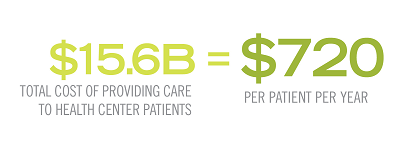 $15.6B = $720
TOTAL COST OF PROVIDING CARE
TO HEALTH CENTER PATIENTS
PER PATIENT PER YEAR